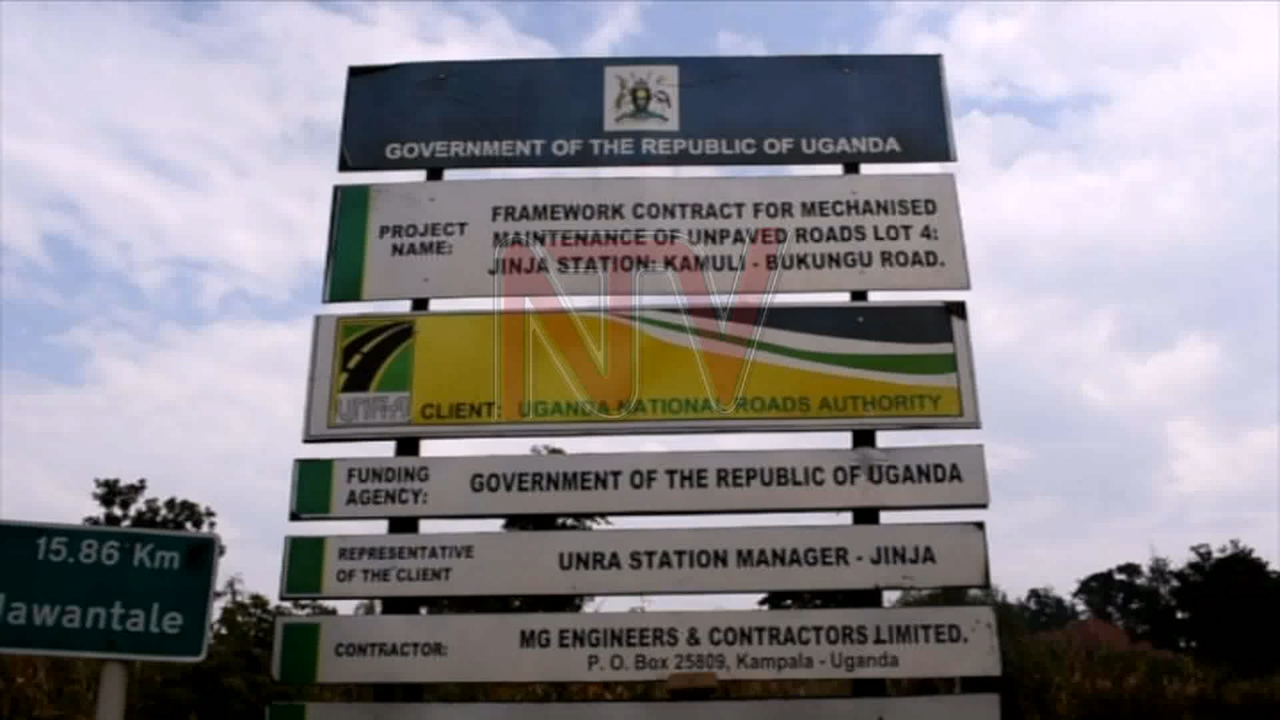 GOVERNMENT OF THE REPUBLIC OF UGANDA
PROJECT NAME:
FRAMEWORK CONTRACT FOR MECHANISED
MAINTENANCE OF UNPAVED ROADS LOT 4:
JINJA STATION: KAMULI - BUKUNGU ROAD.
NTV
UNRA
CLIENT: UGANDA NATIONAL ROADS AUTHORITY
FUNDING AGENCY:
GOVERNMENT OF THE REPUBLIC OF UGANDA
REPRESENTATIVE OF THE CLIENT
UNRA STATION MANAGER - JINJA
CONTRACTOR:
MG ENGINEERS & CONTRACTORS LIMITED.
P. O. Box 25809, Kampala - Uganda
15.86 Km